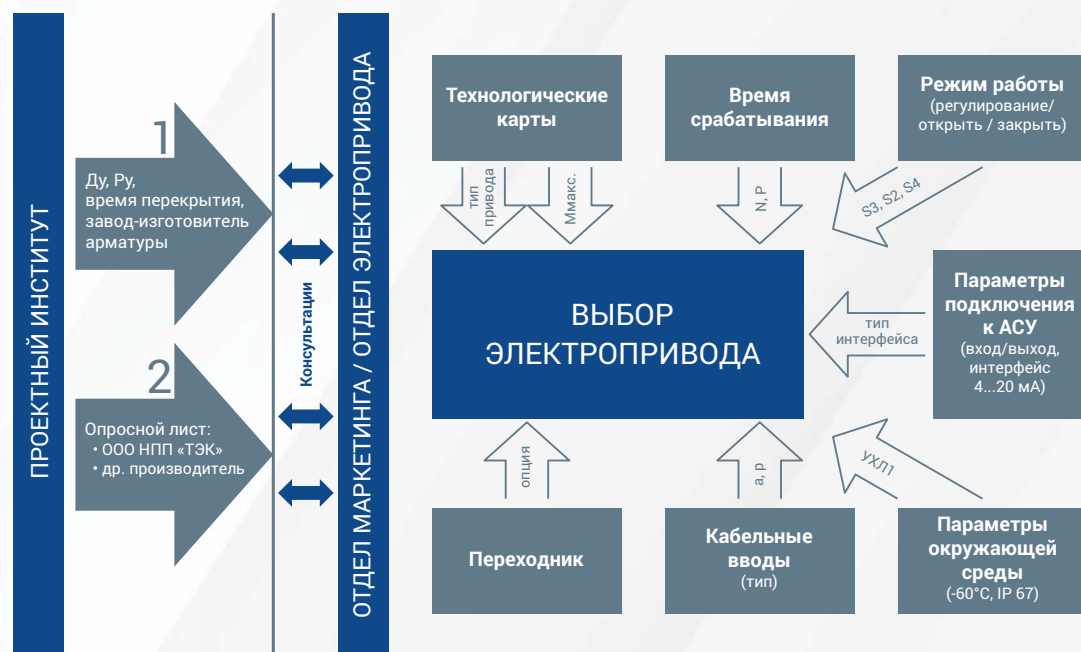 ПРОЕКТНЫЙ ИНСТИТУТ
1
Ду, Ру,
время перекрытия,
завод-изготовитель
арматуры
2
Опросной лист:
• ООО НПП «ТЭК»
• др. производитель
Консультации
ОТДЕЛ МАРКЕТИНГА / ОТДЕЛ ЭЛЕКТРОПРИВОДА
Технологические
карты
Время
срабатывания
Режим работы
(регулирование/
открыть / закрыть)
тип
привода
Ммакс.
N, P
S3, S2, S4
ВЫБОР
ЭЛЕКТРОПРИВОДА
тип
интерфейса
Параметры
подключения
к АСУ
(вход/выход,
интерфейс
4...20 мА)
опция
а, р
УХЛ1
Переходник
Кабельные
вводы
(тип)
Параметры
окружающей
среды
(-60°С, IP 67)